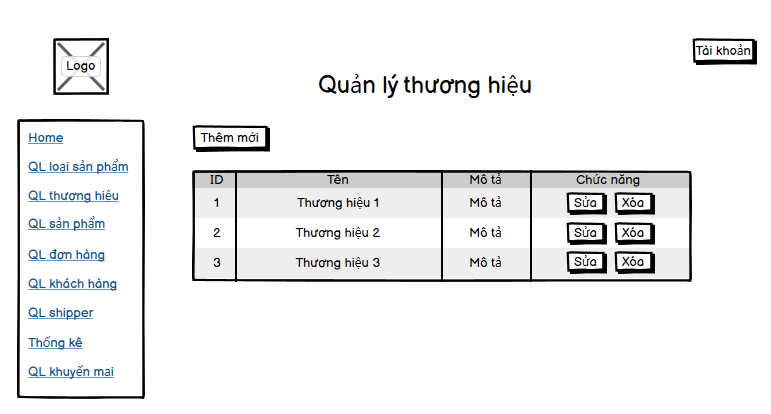 Logo
Tài khoản
Quản lý thương hiệu
Home
QL loại sản phẩm
QL thương hiệu
QL sản phẩm
QL đơn hàng
QL khách hàng
QL shipper
Thống kê
QL khuyến mai
Thêm mới
ID Tên Mô tả Chức năng
1 Thương hiệu 1 Mô tả Sửa Xóa
2 Thương hiệu 2 Mô tả Sửa Xóa
3 Thương hiệu 3 Mô tả Sửa Xóa